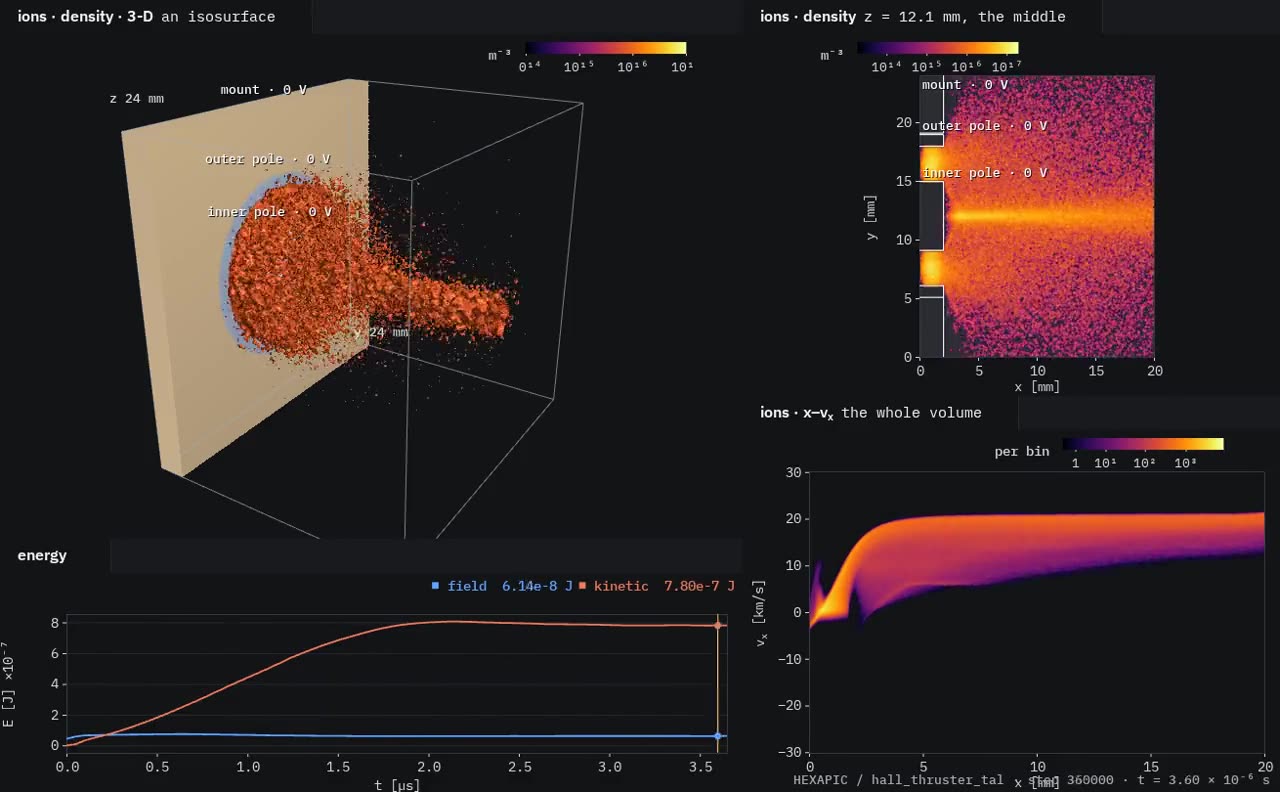 ions · density · 3-D an isosurface
m⁻³
0¹⁴ 10¹⁵ 10¹⁶ 10¹
mount · 0 V
z 24 mm
outer pole · 0 V
inner pole · 0 V
24 mm
ions · density z = 12.1 mm, the middle
m⁻³
10¹⁴ 10¹⁵ 10¹⁶ 10¹⁷
mount · 0 V
outer pole · 0 V
inner pole · 0 V
20
15
10
5
0
y [mm]
0 5 10 15 20
x [mm]
ions · x–vₓ the whole volume
per bin
1 10¹ 10² 10³
30
20
10
0
−10
−20
−30
vₓ [km/s]
0 5 10 15 20
x [mm]
energy
field 6.14e-8 J kinetic 7.80e-7 J
8
6
4
2
0
E [J] ×10⁻⁷
0.0 0.5 1.0 1.5 2.0 2.5 3.0 3.5
t [µs]
HEXAPIC / hall_thruster_tal step 360000 · t = 3.60 × 10⁻⁶ s